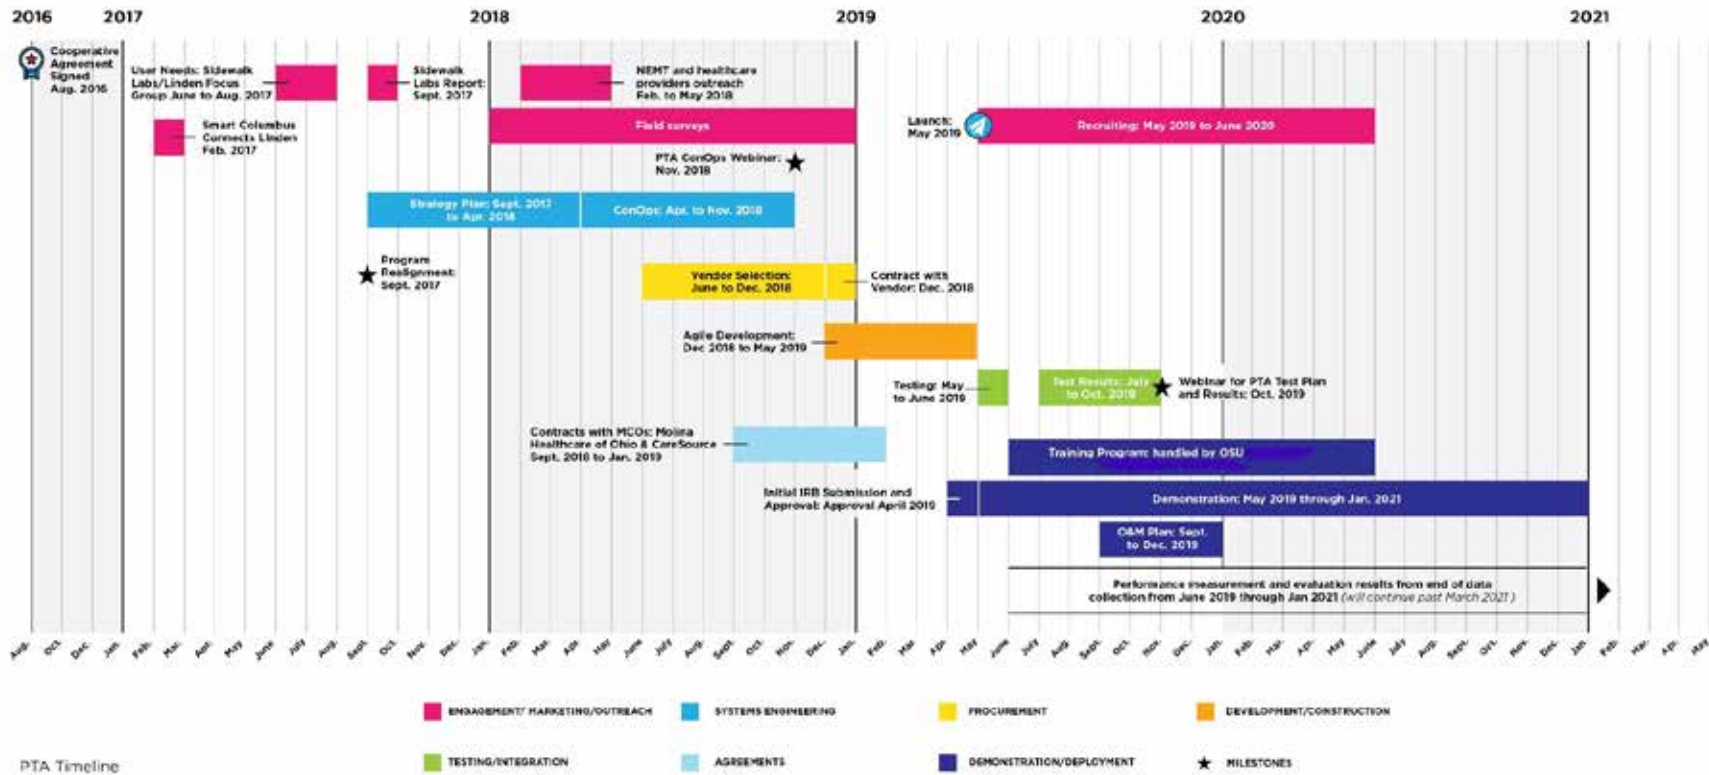 2016
2017
2018
2019
2020
2021
Cooperative
Agreement
Signed
Aug. 2016
User Needs: Sidewalk
Labs/Linden Focus
Group June to Aug. 2017
Sidewalk
Labs Report:
Sept. 2017
NEMT and healthcare
providers outreach
Feb. to May 2018
Smart Columbus
Connects Linden
Feb. 2017
Field surveys
Launch:
May 2019
Recruiting: May 2019 to June 2020
PTA ConOps Webinar:
Nov. 2018
Strategy Plan: Sept. 2017
to Apr. 2018
ConOps: Apr. to Nov. 2018
Program
Realignment:
Sept. 2017
Vendor Selection:
June to Dec. 2018
Contract with
Vendor: Dec. 2018
Agile Development:
Dec 2018 to May 2019
Testing: May
to June 2019
Test Results: July
to Oct. 2019
Webinar for PTA Test Plan
and Results: Oct. 2019
Contracts with MCOs: Molina
Healthcare of Ohio & CareSource
Sept. 2018 to Jan. 2019
Training Program: handled by OSU
Initial IRB Submission and
Approval: Approval April 2019
Demonstration: May 2019 through Jan. 2021
O&M Plan: Sept.
to Dec. 2019
Performance measurement and evaluation results from end of data
collection from June 2019 through Jan 2021 (will continue past March 2021 )
Aug. Oct. Dec. Jan. Feb. Mar. Apr. May June July Aug. Sept. Oct. Nov. Dec. Jan. Feb. Mar. Apr. May June July Aug. Sept. Oct. Nov. Dec. Jan. Feb. Mar. Apr. May June July Aug. Sept. Oct. Nov. Dec. Jan. Feb. Mar. Apr. May June July Aug. Sept. Oct. Nov. Dec. Jan. Feb. Mar. Apr. May
ENGAGEMENT/ MARKETING/OUTREACH
SYSTEMS ENGINEERING
PROCUREMENT
DEVELOPMENT/CONSTRUCTION
TESTING/INTEGRATION
AGREEMENTS
DEMONSTRATION/DEPLOYMENT
MILESTONES
PTA Timeline